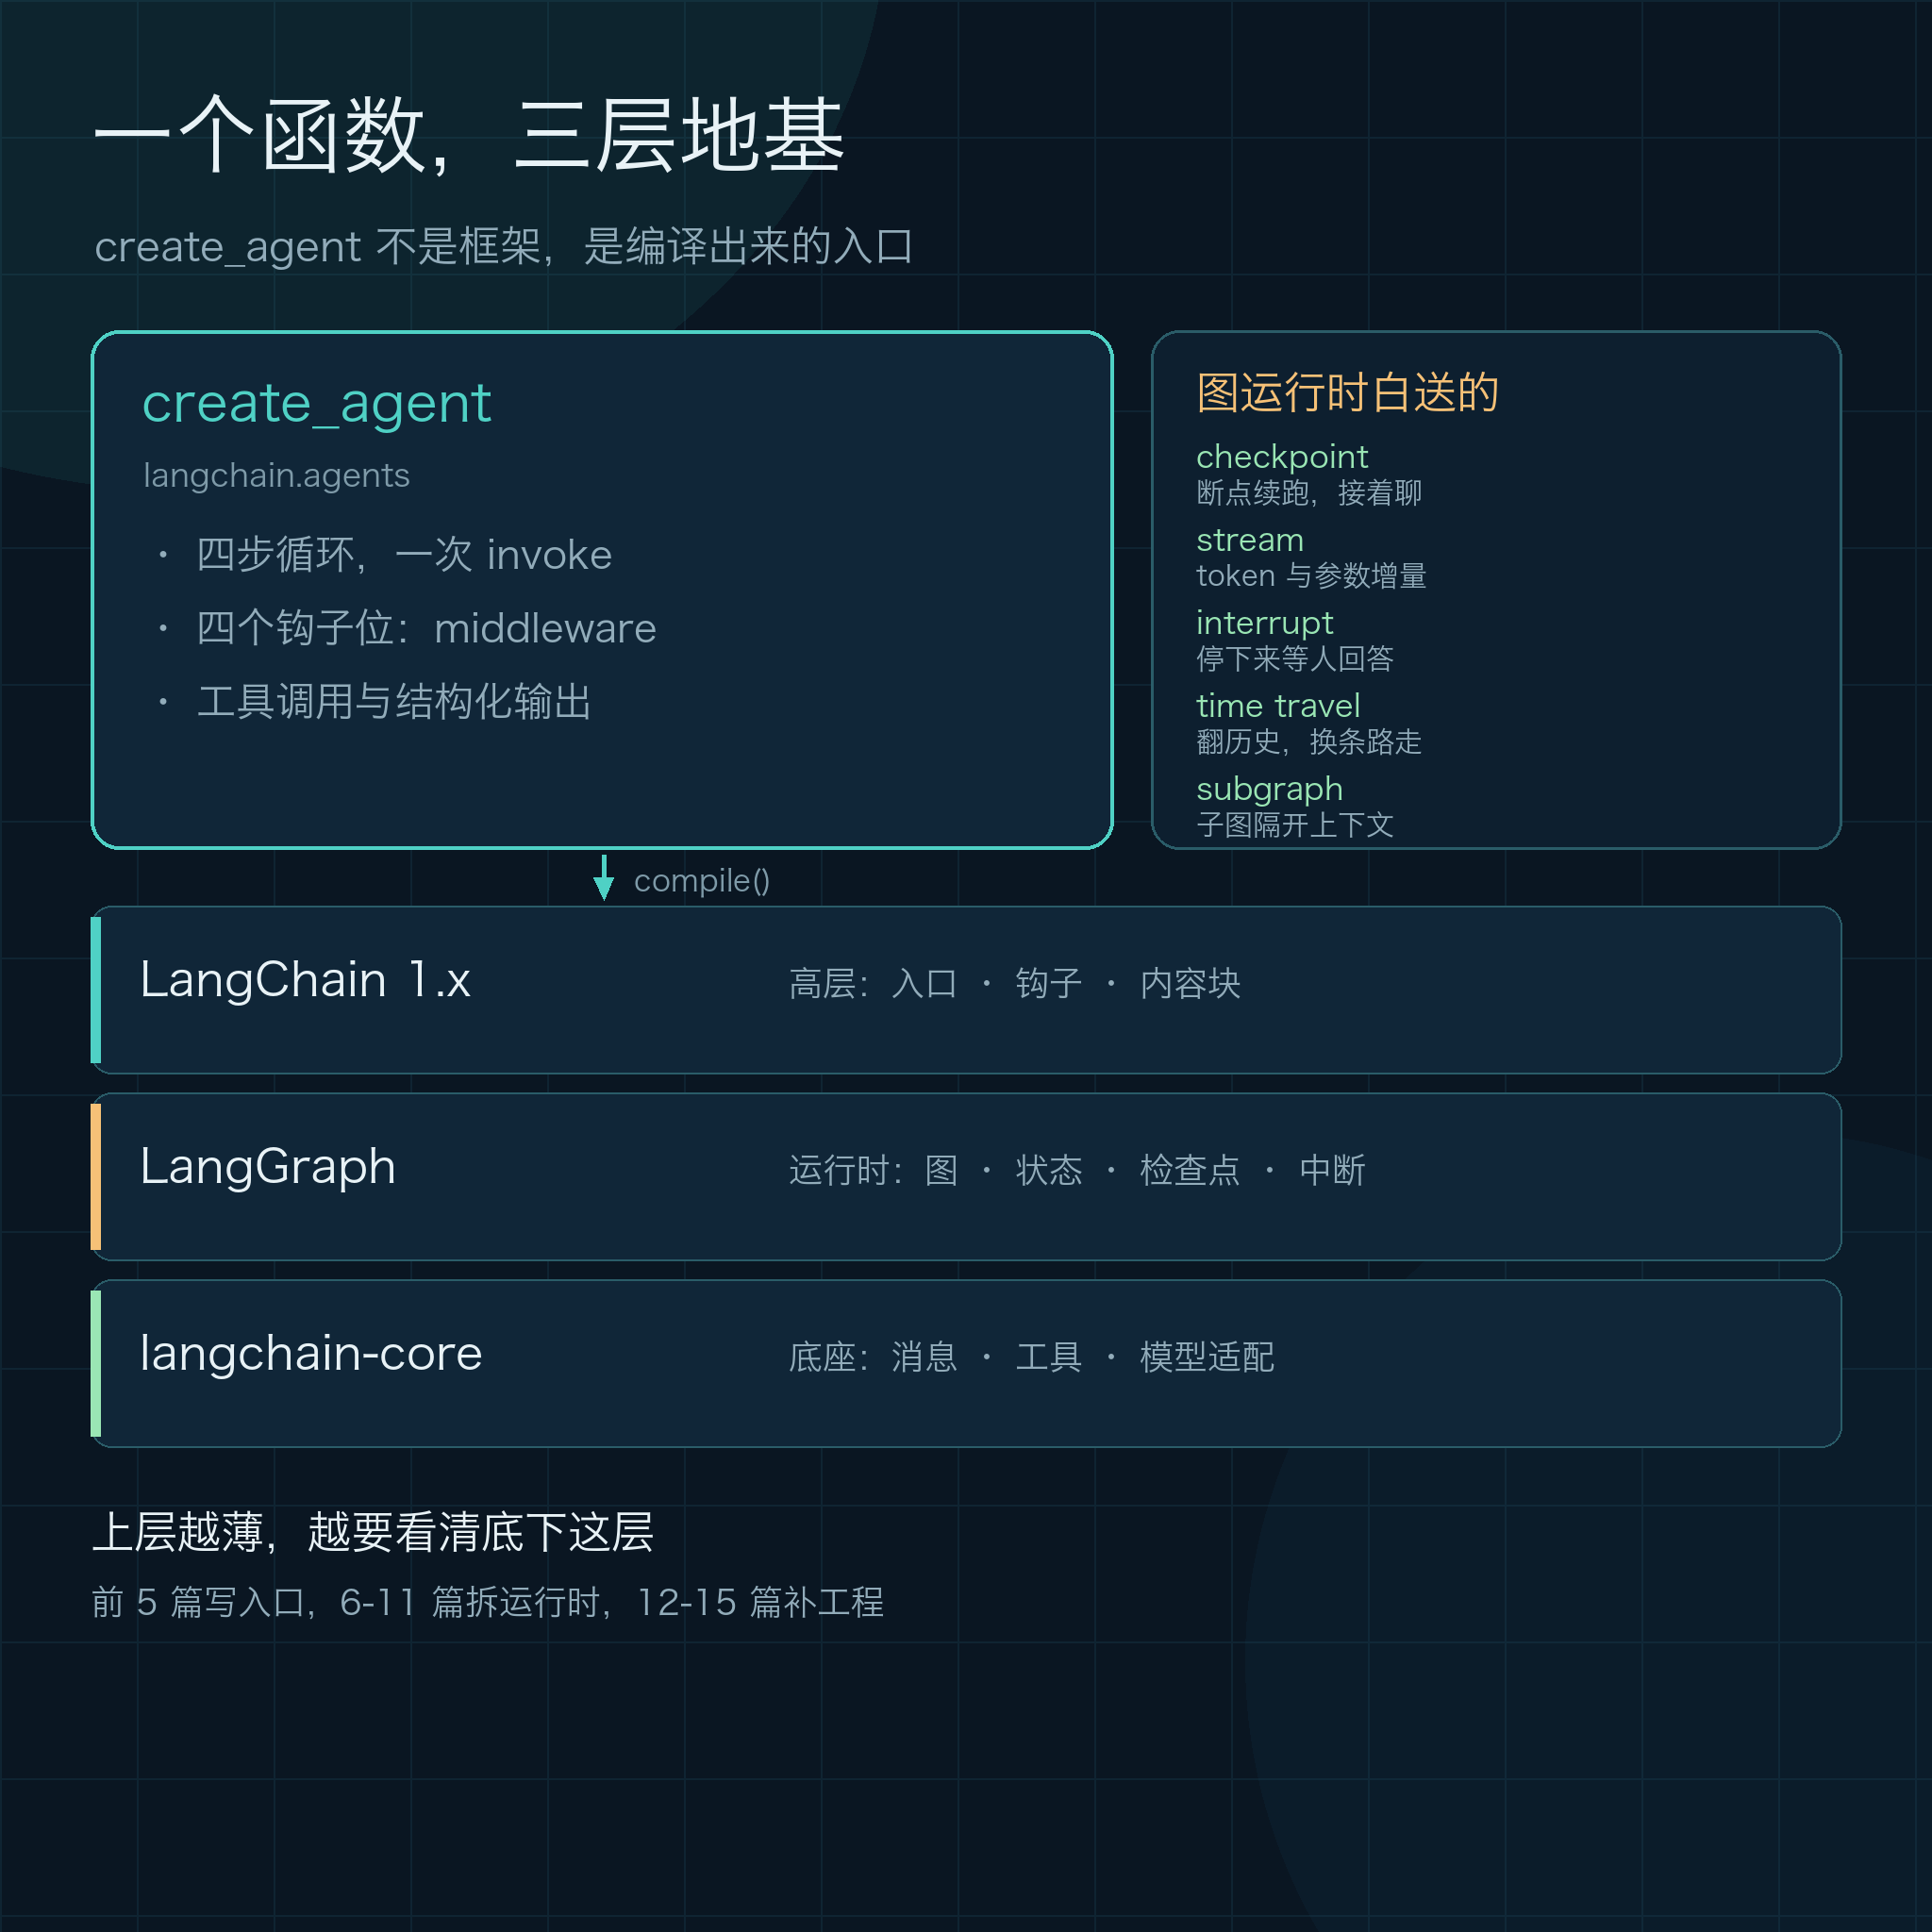 一个函数，三层地基
create_agent 不是框架，是编译出来的入口
create_agent
langchain.agents
· 四步循环，一次 invoke
· 四个钩子位：middleware
· 工具调用与结构化输出
图运行时白送的
checkpoint
断点续跑，接着聊
stream
token 与参数增量
interrupt
停下来等人回答
time travel
翻历史，换条路走
subgraph
子图隔开上下文
compile()
LangChain 1.x
高层：入口 · 钩子 · 内容块
LangGraph
运行时：图 · 状态 · 检查点 · 中断
langchain-core
底座：消息 · 工具 · 模型适配
上层越薄，越要看清底下这层
前 5 篇写入口，6-11 篇拆运行时，12-15 篇补工程